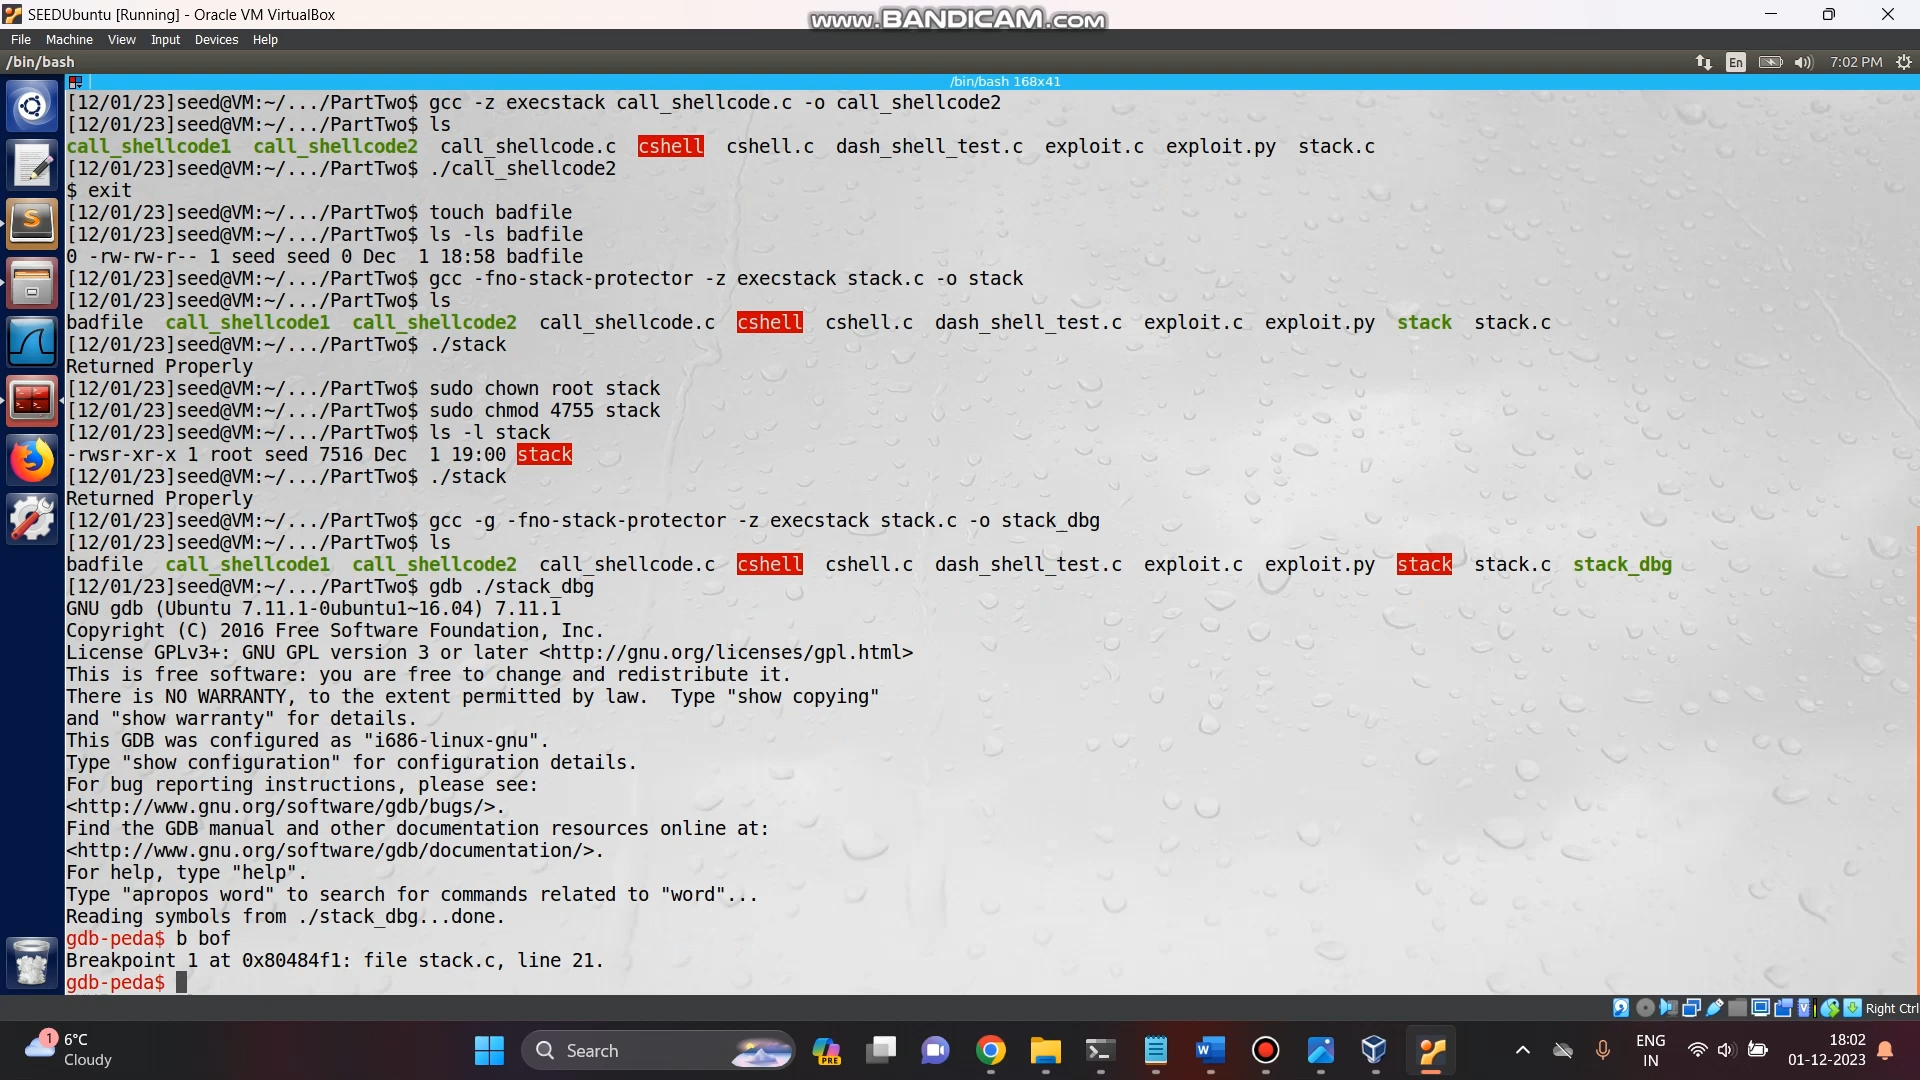 SEEDUbuntu [Running] - Oracle VM VirtualBox
www.BANDICAM.com
File Machine View Input Devices Help
/bin/bash
En
7:02 PM
/bin/bash 168x41
[12/01/23]seed@VM:~/.../PartTwo$ gcc -z execstack call_shellcode.c -o call_shellcode2
[12/01/23]seed@VM:~/.../PartTwo$ ls
call_shellcode1  call_shellcode2  call_shellcode.c  cshell  cshell.c  dash_shell_test.c  exploit.c  exploit.py  stack.c
[12/01/23]seed@VM:~/.../PartTwo$ ./call_shellcode2
$ exit
[12/01/23]seed@VM:~/.../PartTwo$ touch badfile
[12/01/23]seed@VM:~/.../PartTwo$ ls -ls badfile
0 -rw-rw-r-- 1 seed seed 0 Dec  1 18:58 badfile
[12/01/23]seed@VM:~/.../PartTwo$ gcc -fno-stack-protector -z execstack stack.c -o stack
[12/01/23]seed@VM:~/.../PartTwo$ ls
badfile  call_shellcode1  call_shellcode2  call_shellcode.c  cshell  cshell.c  dash_shell_test.c  exploit.c  exploit.py  stack  stack.c
[12/01/23]seed@VM:~/.../PartTwo$ ./stack
Returned Properly
[12/01/23]seed@VM:~/.../PartTwo$ sudo chown root stack
[12/01/23]seed@VM:~/.../PartTwo$ sudo chmod 4755 stack
[12/01/23]seed@VM:~/.../PartTwo$ ls -l stack
-rwsr-xr-x 1 root seed 7516 Dec  1 19:00 stack
[12/01/23]seed@VM:~/.../PartTwo$ ./stack
Returned Properly
[12/01/23]seed@VM:~/.../PartTwo$ gcc -g -fno-stack-protector -z execstack stack.c -o stack_dbg
[12/01/23]seed@VM:~/.../PartTwo$ ls
badfile  call_shellcode1  call_shellcode2  call_shellcode.c  cshell  cshell.c  dash_shell_test.c  exploit.c  exploit.py  stack  stack.c  stack_dbg
[12/01/23]seed@VM:~/.../PartTwo$ gdb ./stack_dbg
GNU gdb (Ubuntu 7.11.1-0ubuntu1~16.04) 7.11.1
Copyright (C) 2016 Free Software Foundation, Inc.
License GPLv3+: GNU GPL version 3 or later <http://gnu.org/licenses/gpl.html>
This is free software: you are free to change and redistribute it.
There is NO WARRANTY, to the extent permitted by law.  Type "show copying"
and "show warranty" for details.
This GDB was configured as "i686-linux-gnu".
Type "show configuration" for configuration details.
For bug reporting instructions, please see:
<http://www.gnu.org/software/gdb/bugs/>.
Find the GDB manual and other documentation resources online at:
<http://www.gnu.org/software/gdb/documentation/>.
For help, type "help".
Type "apropos word" to search for commands related to "word"...
Reading symbols from ./stack_dbg...done.
gdb-peda$ b bof
Breakpoint 1 at 0x80484f1: file stack.c, line 21.
gdb-peda$
Right Ctrl
1
6°C
Cloudy
Search
PRE
ENG
IN
18:02
01-12-2023